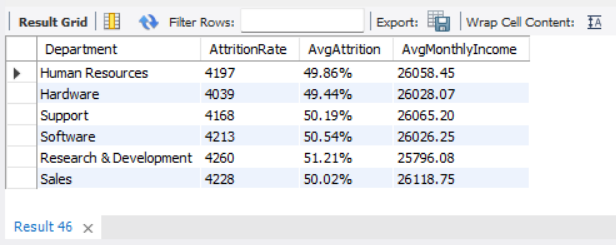 Result Grid Filter Rows: Export: Wrap Cell Content: IA
Department AttritionRate AvgAttrition AvgMonthlyIncome
Human Resources 4197 49.86% 26058.45
Hardware 4039 49.44% 26028.07
Support 4168 50.19% 26065.20
Software 4213 50.54% 26026.25
Research & Development 4260 51.21% 25796.08
Sales 4228 50.02% 26118.75
Result 46 ×